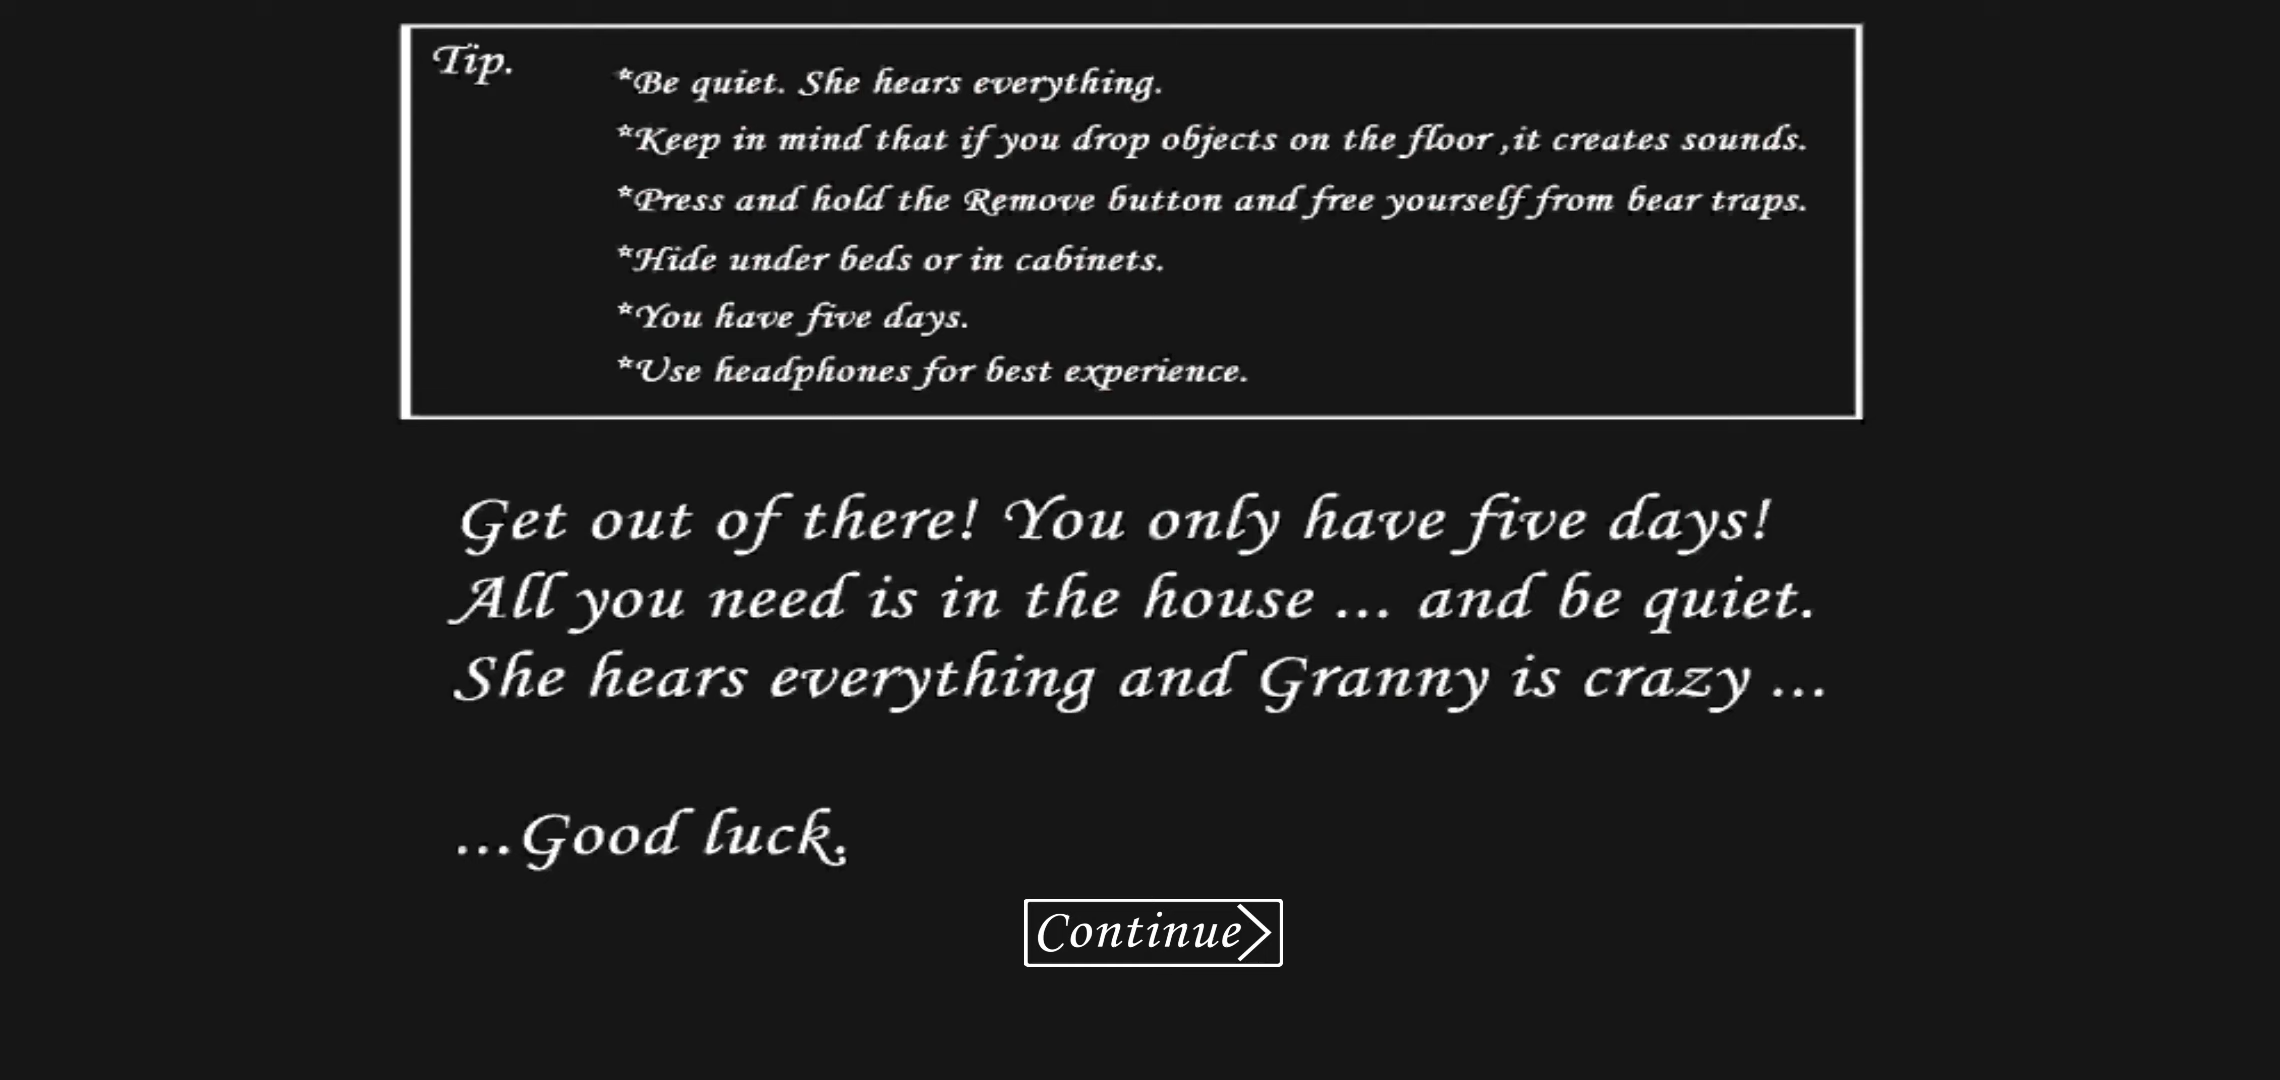 Tip.
*Be quiet. She hears everything.
*Keep in mind that if you drop objects on the floor ,it creates sounds.
*Press and hold the Remove button and free yourself from bear traps.
*Hide under beds or in cabinets.
*You have five days.
*Use headphones for best experience.
Get out of there! You only have five days!
All you need is in the house ... and be quiet.
She hears everything and Granny is crazy ...
...Good luck.
Continue>